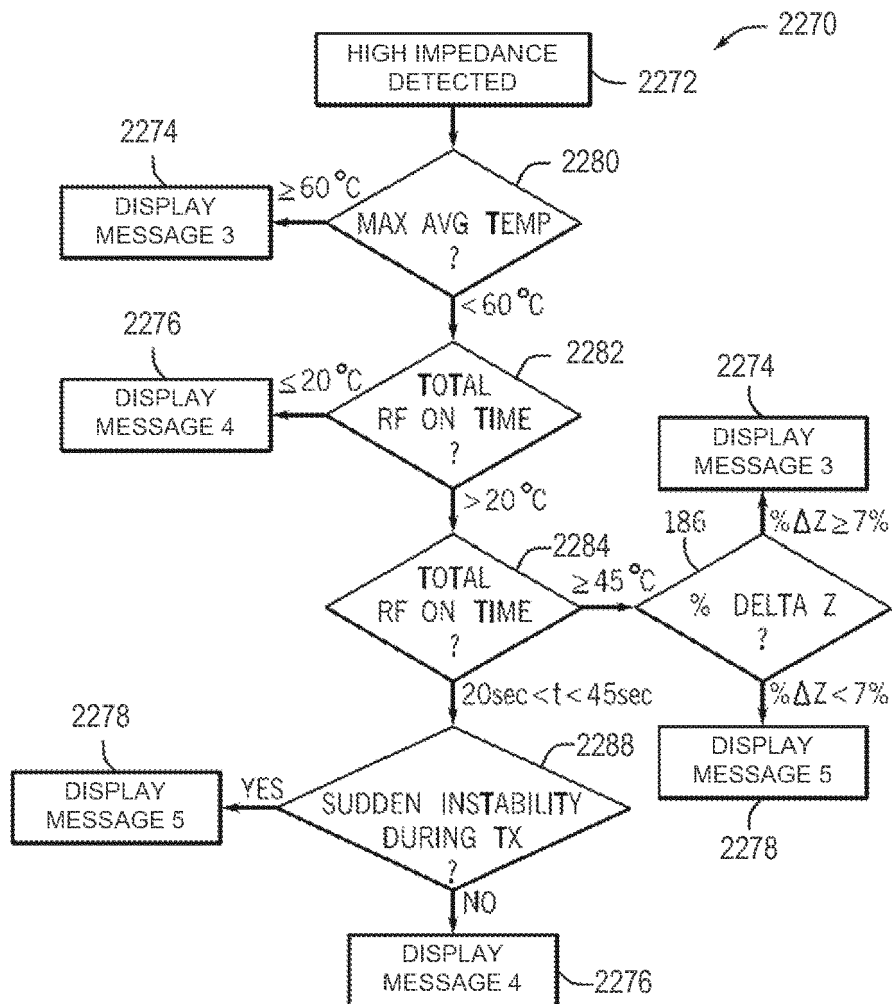 2270
HIGH IMPEDANCE
DETECTED
2272
2274
2280
≥60°C
DISPLAY
MESSAGE 3
MAX AVG TEMP
?
<60°C
2276
2282
2274
≤20°C
DISPLAY
MESSAGE 4
TOTAL
RF ON TIME
?
DISPLAY
MESSAGE 3
>20°C
186
%ΔZ≥7%
2284
≥45°C
TOTAL
RF ON TIME
?
% DELTA Z
?
20sec<t<45sec
%ΔZ<7%
2278
2288
DISPLAY
MESSAGE 5
YES
DISPLAY
MESSAGE 5
SUDDEN INSTABILITY
DURING TX
?
2278
NO
DISPLAY
MESSAGE 4
2276